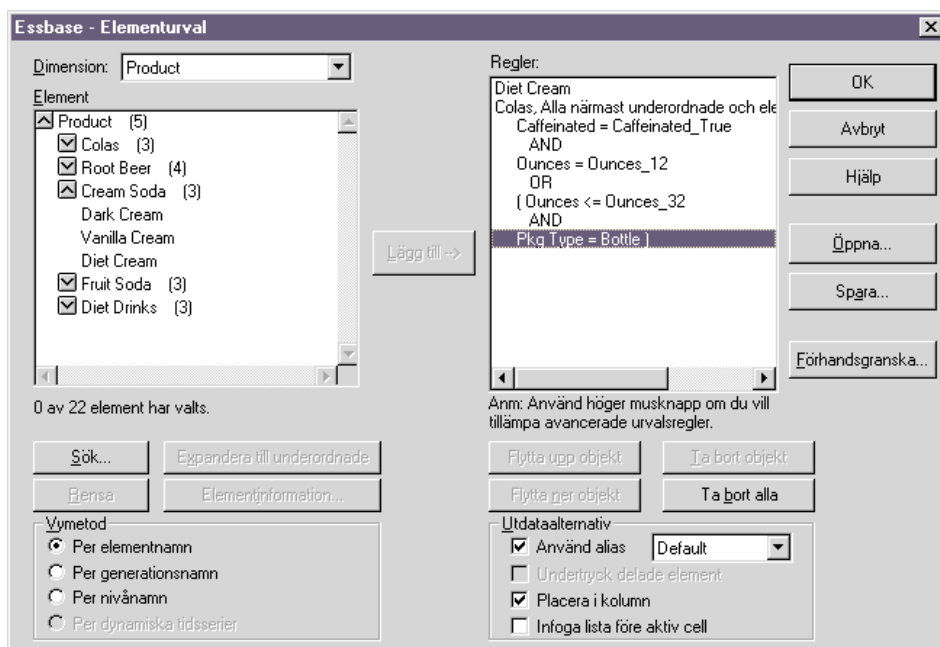 Essbase - Elementurval
Dimension: Product
Element
Product (5)
Colas (3)
Root Beer (4)
Cream Soda (3)
Dark Cream
Vanilla Cream
Diet Cream
Fruit Soda (3)
Diet Drinks (3)
0 av 22 element har valts.
Sök...
Expandera till underordnade
Rensa
Elementinformation...
Vymetod
Per elementnamn
Per generationsnamn
Per nivånamn
Per dynamiska tidsserier
Lägg till -->
Regler:
Diet Cream
Colas, Alla närmast underordnade och ele
Caffeinated = Caffeinated_True
AND
Ounces = Ounces_12
OR
( Ounces <= Ounces_32
AND
Pkg Type = Bottle )
Anm: Använd höger musknapp om du vill
tillämpa avancerade urvalsregler.
Flytta upp objekt
Ta bort objekt
Flytta ner objekt
Ta bort alla
Utdataalternativ
Använd alias Default
Undertryck delade element
Placera i kolumn
Infoga lista före aktiv cell
OK
Avbryt
Hjälp
Öppna...
Spara...
Förhandsgranska...